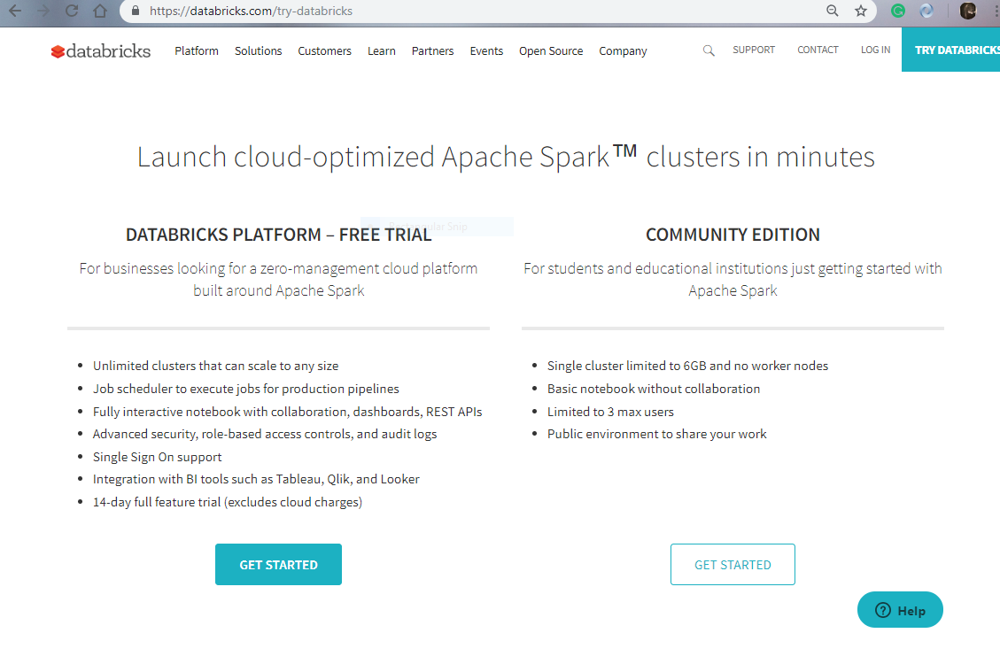 https://databricks.com/try-databricks
databricks Platform Solutions Customers Learn Partners Events Open Source Company SUPPORT CONTACT LOG IN TRY DATABRICKS
Launch cloud-optimized Apache Spark™ clusters in minutes
Rectangular Snip
DATABRICKS PLATFORM – FREE TRIAL
For businesses looking for a zero-management cloud platform
built around Apache Spark
• Unlimited clusters that can scale to any size
• Job scheduler to execute jobs for production pipelines
• Fully interactive notebook with collaboration, dashboards, REST APIs
• Advanced security, role-based access controls, and audit logs
• Single Sign On support
• Integration with BI tools such as Tableau, Qlik, and Looker
• 14-day full feature trial (excludes cloud charges)
GET STARTED
COMMUNITY EDITION
For students and educational institutions just getting started with
Apache Spark
• Single cluster limited to 6GB and no worker nodes
• Basic notebook without collaboration
• Limited to 3 max users
• Public environment to share your work
GET STARTED
? Help